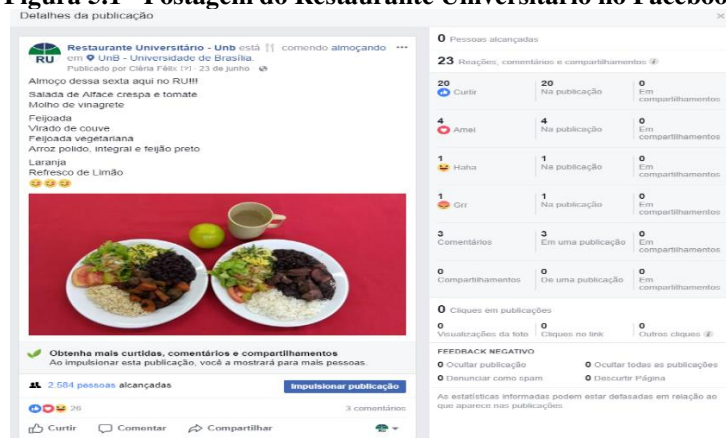 Figura 5.1 - Postagem do Restaurante Universitário no Facebook
Detalhes da publicação
RU
Restaurante Universitário - Unb está comendo almoçando
em UnB - Universidade de Brasília.
Publicado por Cléria Félix [?] · 23 de junho
Almoço dessa sexta aqui no RU!!!
Salada de Alface crespa e tomate
Molho de vinagrete
Feijoada
Virado de couve
Feijoada vegetariana
Arroz polido, integral e feijão preto
Laranja
Refresco de Limão
Obtenha mais curtidas, comentários e compartilhamentos
Ao impulsionar esta publicação, você a mostrará para mais pessoas.
2.584 pessoas alcançadas
Impulsionar publicação
26
3 comentários
Curtir Comentar Compartilhar
0 Pessoas alcançadas
23 Reações, comentários e compartilhamentos
20 20 0
Curtir Na publicação Em compartilhamentos
4 4 0
Amei Na publicação Em compartilhamentos
1 1 0
Haha Na publicação Em compartilhamentos
1 1 0
Grr Na publicação Em compartilhamentos
3 3 0
Comentários Em uma publicação Em compartilhamentos
0 0 0
Compartilhamentos De uma publicação Em compartilhamentos
0 Cliques em publicações
0 0 0
Visualizações da foto Cliques no link Outros cliques
FEEDBACK NEGATIVO
0 Ocultar publicação 0 Ocultar todas as publicações
0 Denunciar como spam 0 Descurtir Página
As estatísticas informadas podem estar defasadas em relação ao
que aparece nas publicações